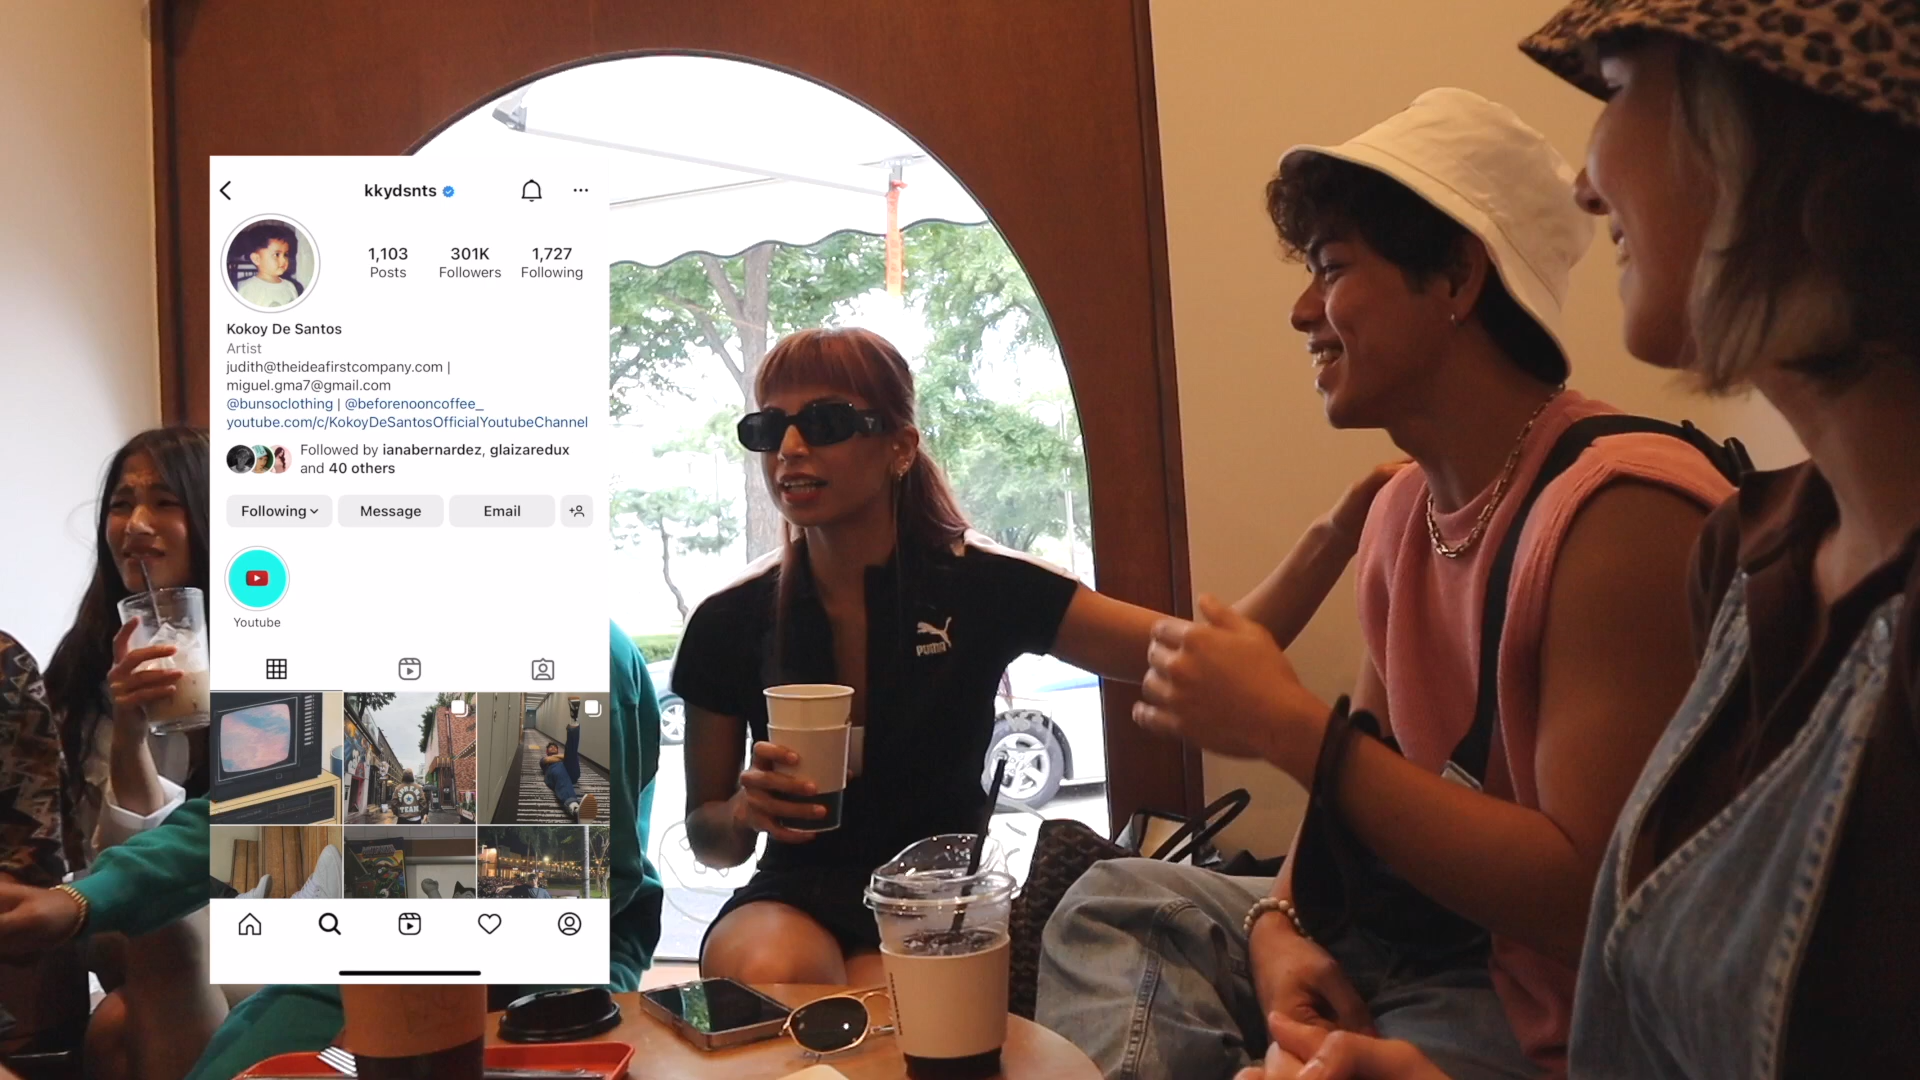 kkydsnts
1,103 301K 1,727
Posts Followers Following
Kokoy De Santos
Artist
judith@theideafirstcompany.com |
miguel.gma7@gmail.com
@bunsoclothing | @beforenooncoffee_
youtube.com/c/KokoyDeSantosOfficialYoutubeChannel
Followed by ianabernardez, glaizaredux
and 40 others
Following Message Email
Youtube
PUMA
TEAM